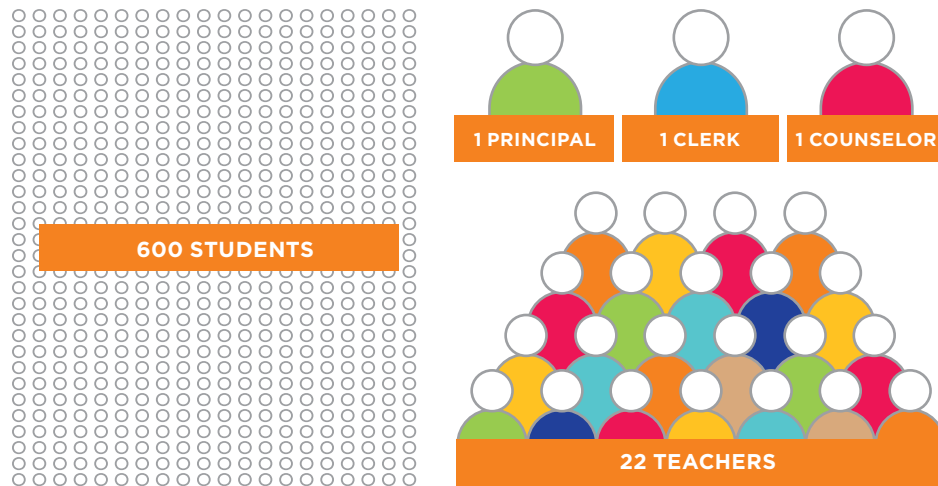 600 STUDENTS
1 PRINCIPAL
1 CLERK
1 COUNSELOR
22 TEACHERS